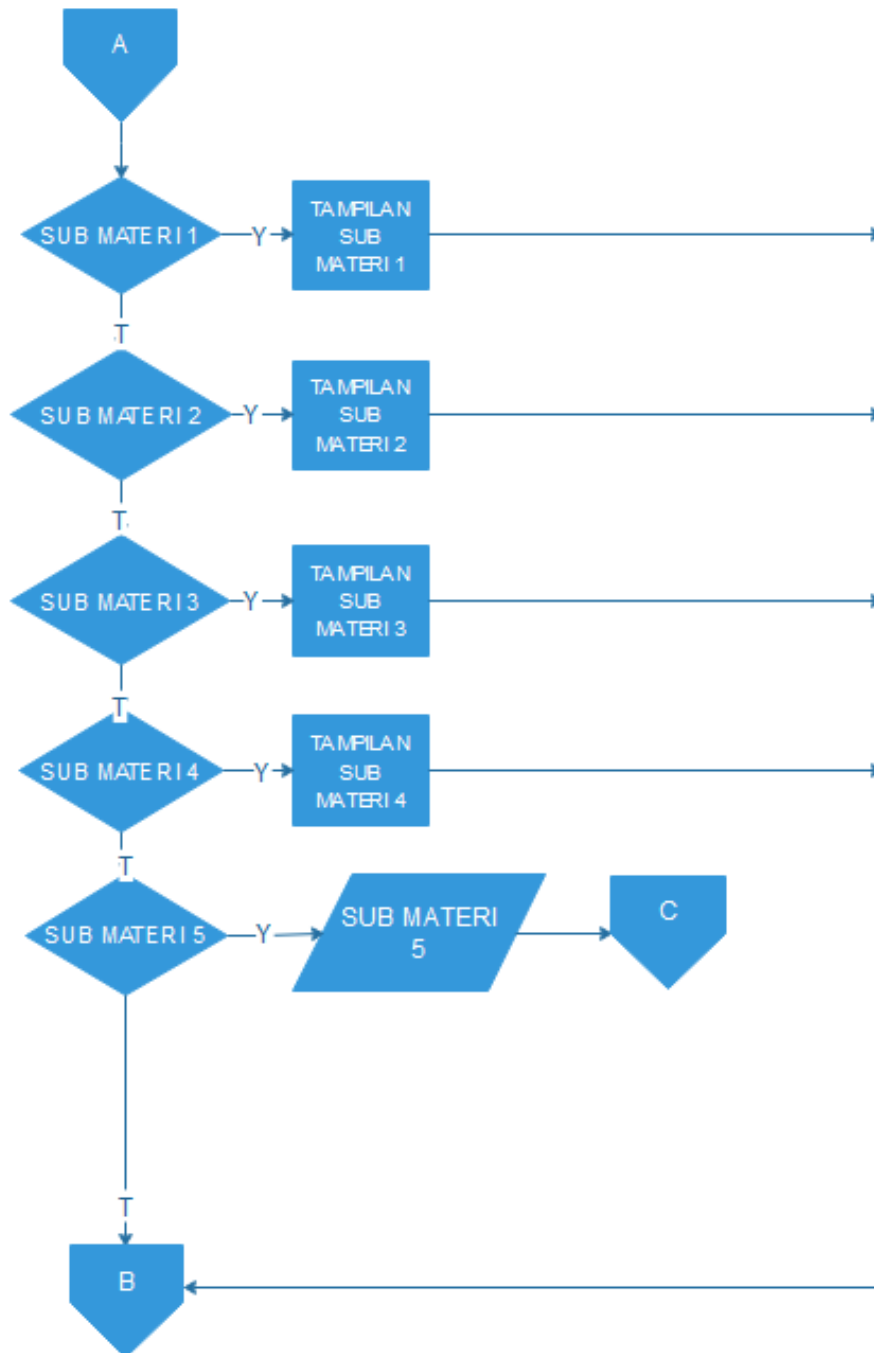 A
SUB MATERI 1
Y
TAMPILAN
SUB
MATERI 1
T
SUB MATERI 2
Y
TAMPILAN
SUB
MATERI 2
T
SUB MATERI 3
Y
TAMPILAN
SUB
MATERI 3
T
SUB MATERI 4
Y
TAMPILAN
SUB
MATERI 4
T
SUB MATERI 5
Y
SUB MATERI
5
C
T
B